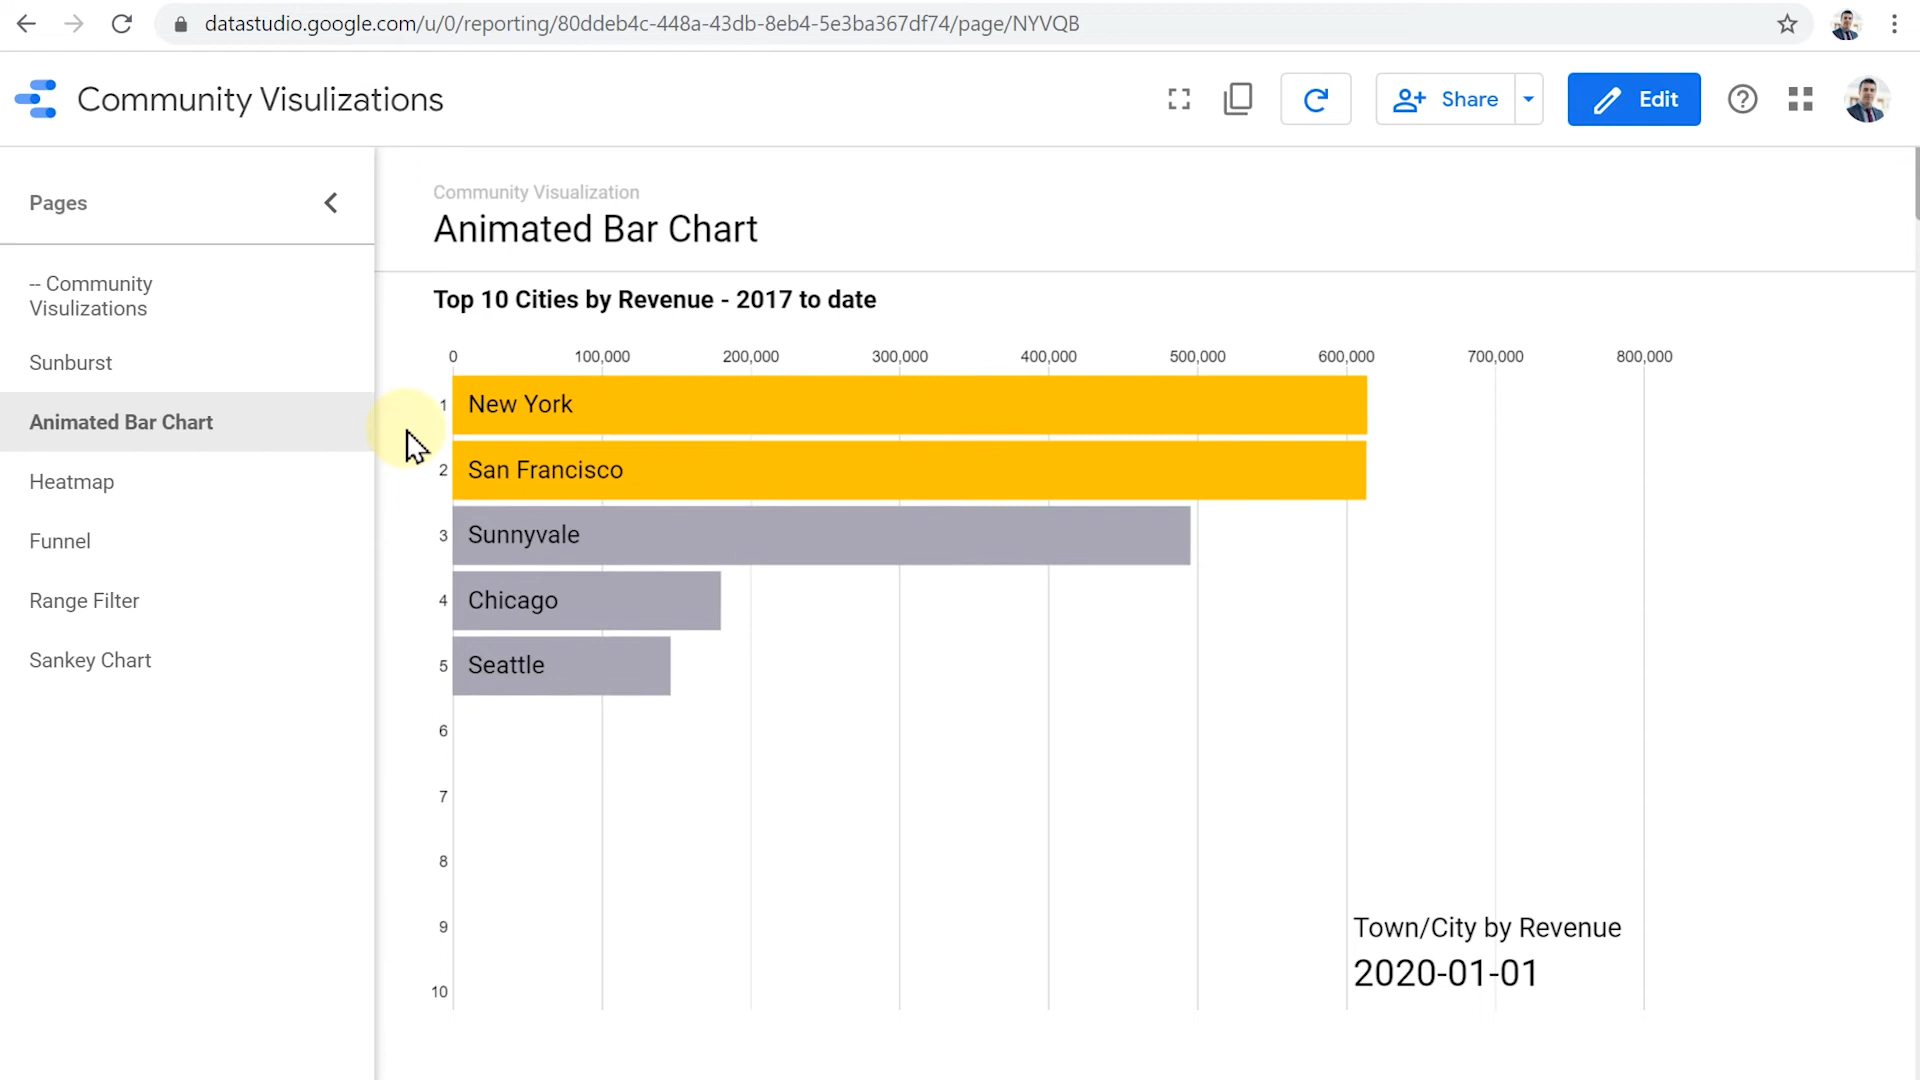 datastudio.google.com/u/0/reporting/80ddeb4c-448a-43db-8eb4-5e3ba367df74/page/NYVQB
Community Visulizations
Share
Edit
Pages
-- Community
Visulizations
Sunburst
Animated Bar Chart
Heatmap
Funnel
Range Filter
Sankey Chart
Community Visualization
Animated Bar Chart
Top 10 Cities by Revenue - 2017 to date
0 100,000 200,000 300,000 400,000 500,000 600,000 700,000 800,000
1 New York
2 San Francisco
3 Sunnyvale
4 Chicago
5 Seattle
6
7
8
9
10
Town/City by Revenue
2020-01-01